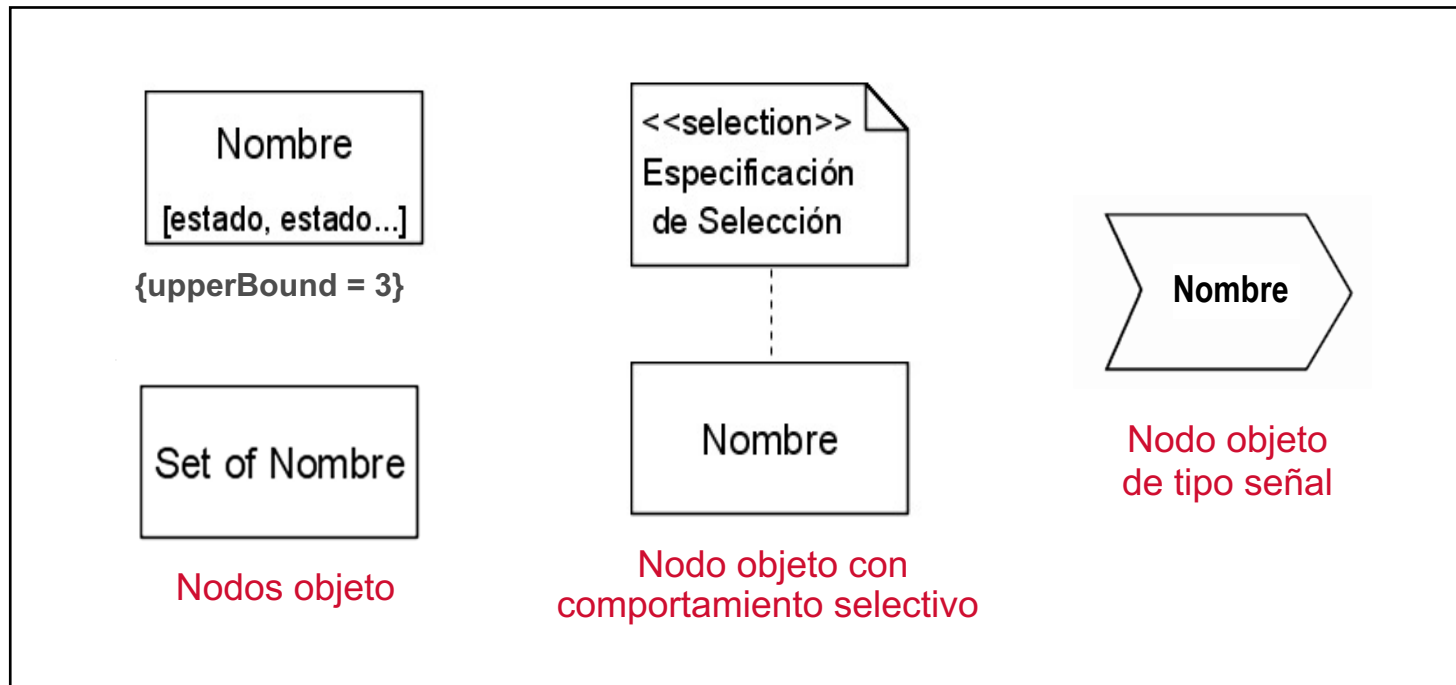 Nombre
[estado, estado...]
{upperBound = 3}
Set of Nombre
Nodos objeto
<<selection>>
Especificación
de Selección
Nombre
Nodo objeto con
comportamiento selectivo
Nombre
Nodo objeto
de tipo señal